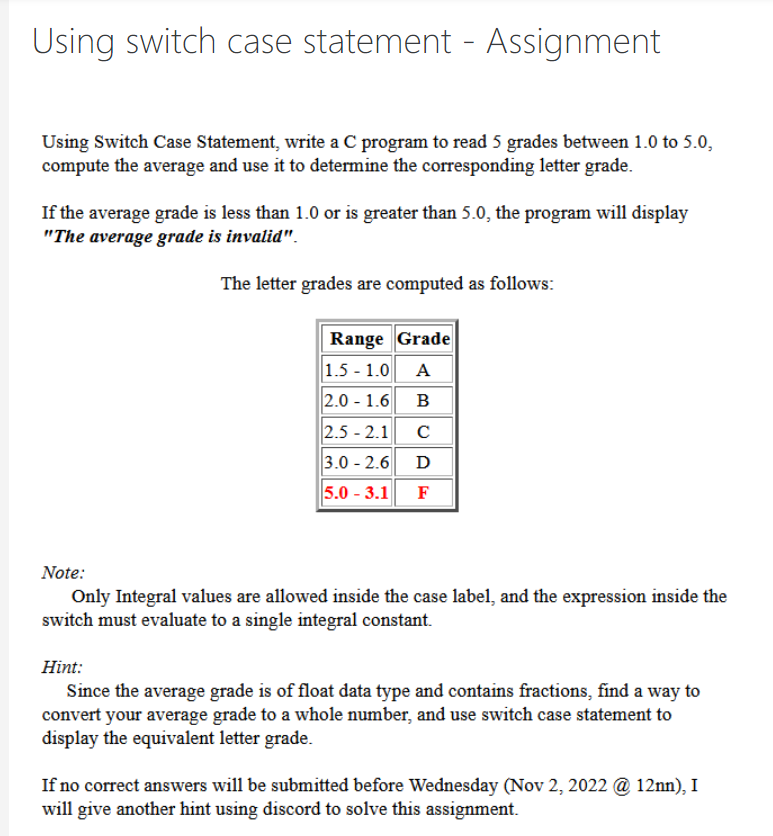 Using switch case statement - Assignment
Using Switch Case Statement, write a C program to read 5 grades between 1.0 to 5.0,
compute the average and use it to determine the corresponding letter grade.
If the average grade is less than 1.0 or is greater than 5.0, the program will display
"The average grade is invalid".
The letter grades are computed as follows:
Range Grade
1.5 - 1.0 A
2.0 - 1.6 B
2.5 - 2.1 C
3.0 - 2.6 D
5.0 - 3.1 F
Note:
Only Integral values are allowed inside the case label, and the expression inside the
switch must evaluate to a single integral constant.
Hint:
Since the average grade is of float data type and contains fractions, find a way to
convert your average grade to a whole number, and use switch case statement to
display the equivalent letter grade.
If no correct answers will be submitted before Wednesday (Nov 2, 2022 @ 12nn), I
will give another hint using discord to solve this assignment.